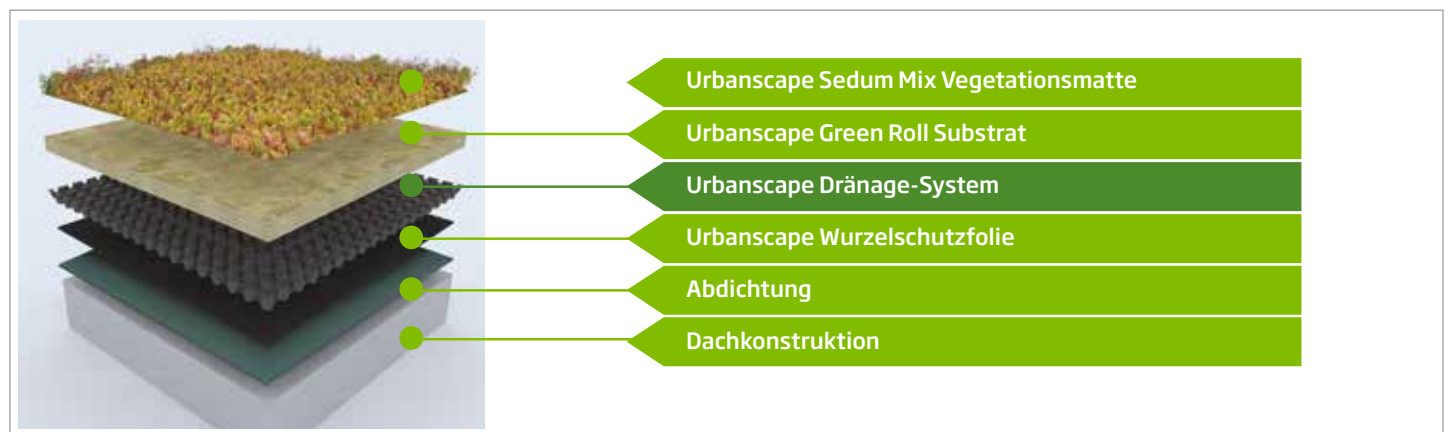 Urbanscape Sedum Mix Vegetationsmatte
Urbanscape Green Roll Substrat
Urbanscape Dränage-System
Urbanscape Wurzelschutzfolie
Abdichtung
Dachkonstruktion